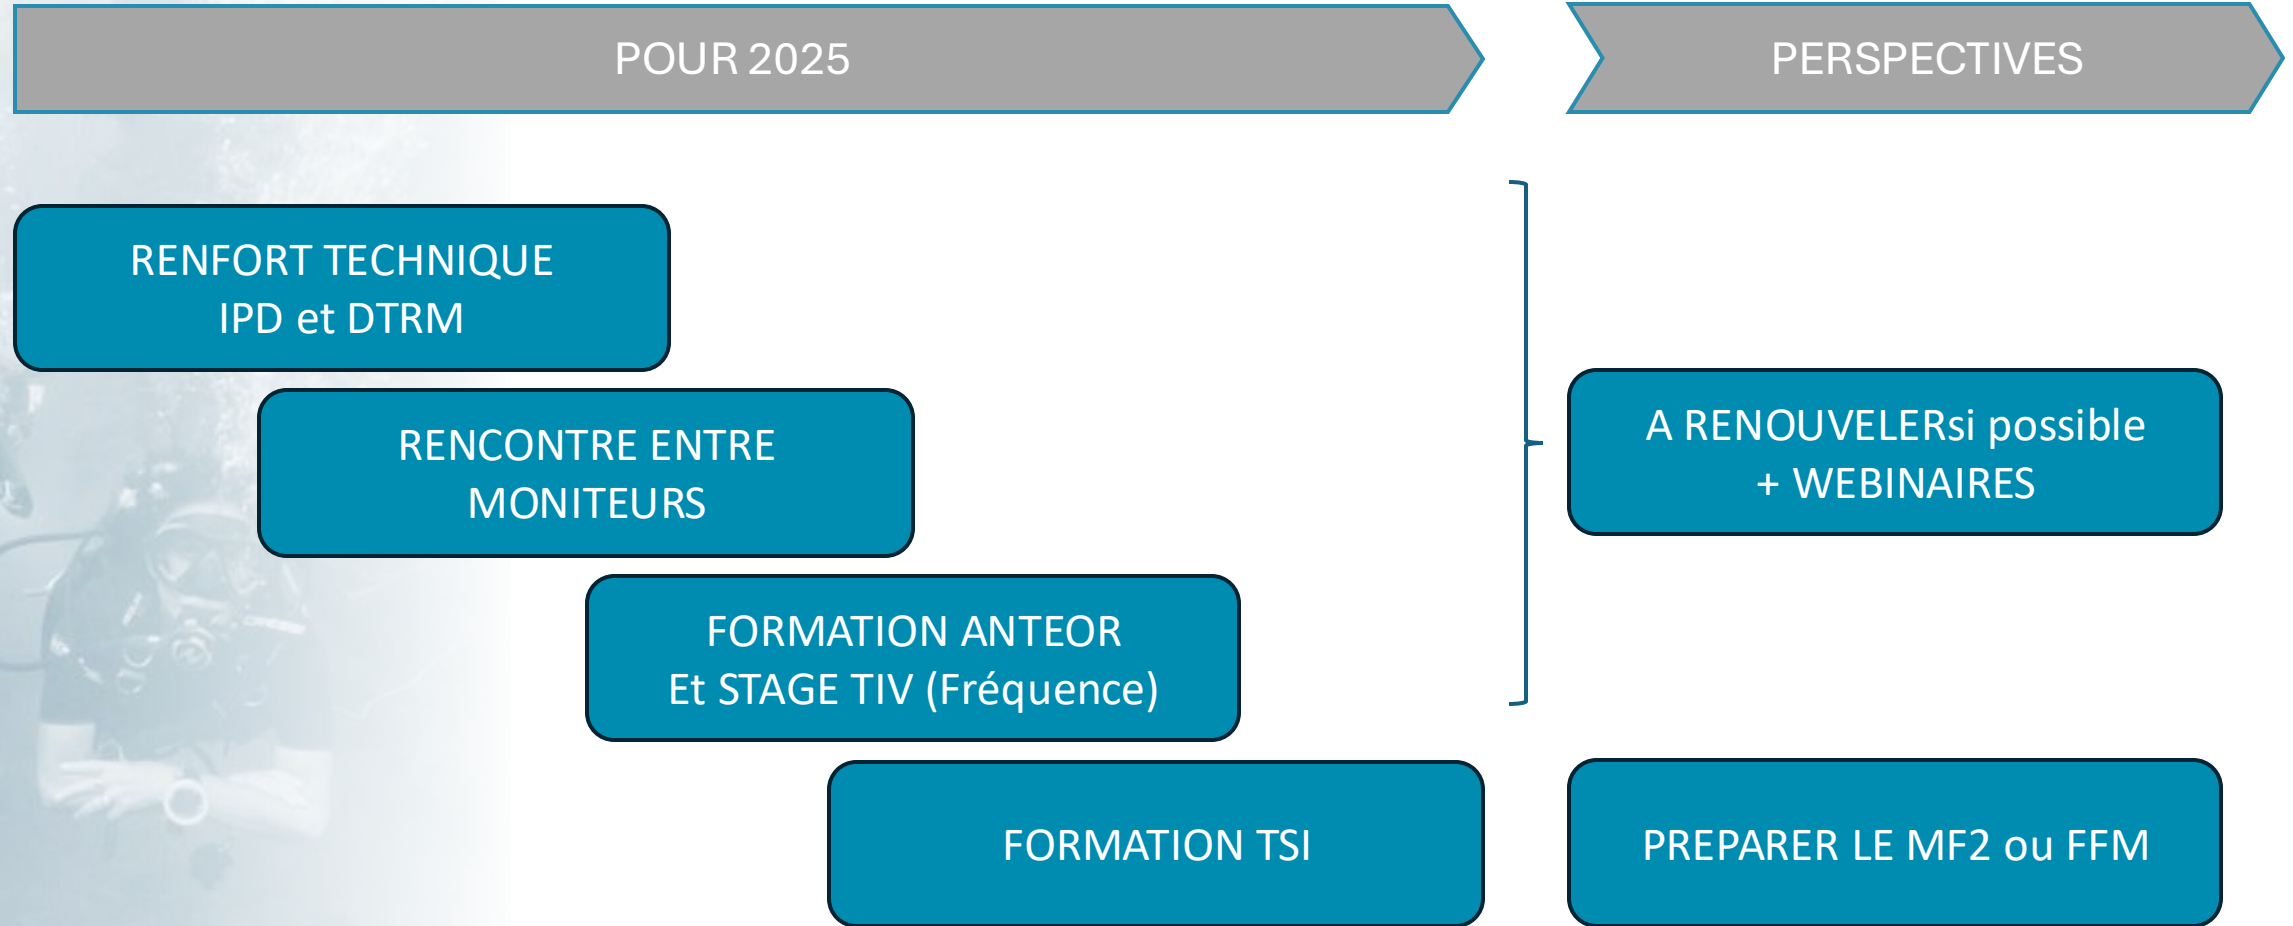 POUR 2025
PERSPECTIVES
RENFORT TECHNIQUE
IPD et DTRM
RENCONTRE ENTRE
MONITEURS
A RENOUVELERsi possible
+ WEBINAIRES
FORMATION ANTEOR
Et STAGE TIV (Fréquence)
FORMATION TSI
PREPARER LE MF2 ou FFM